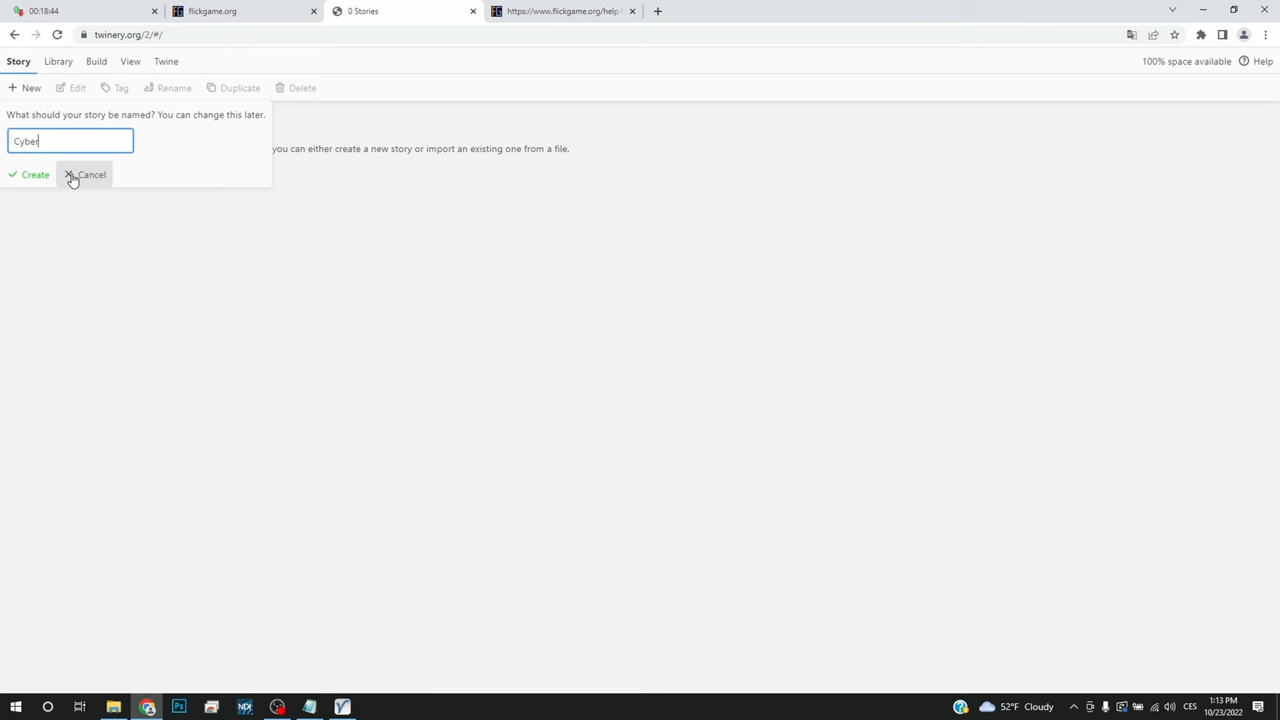 00:18:44
flickgame.org
0 Stories
https://www.flickgame.org/help.
twinery.org/2/#/
Story Library Build View Twine 100% space available Help
New Edit Tag Rename Duplicate Delete
What should your story be named? You can change this later.
Cyber
you can either create a new story or import an existing one from a file.
Create Cancel
Ps NDI 52°F Cloudy CES 1:13 PM
10/23/2022